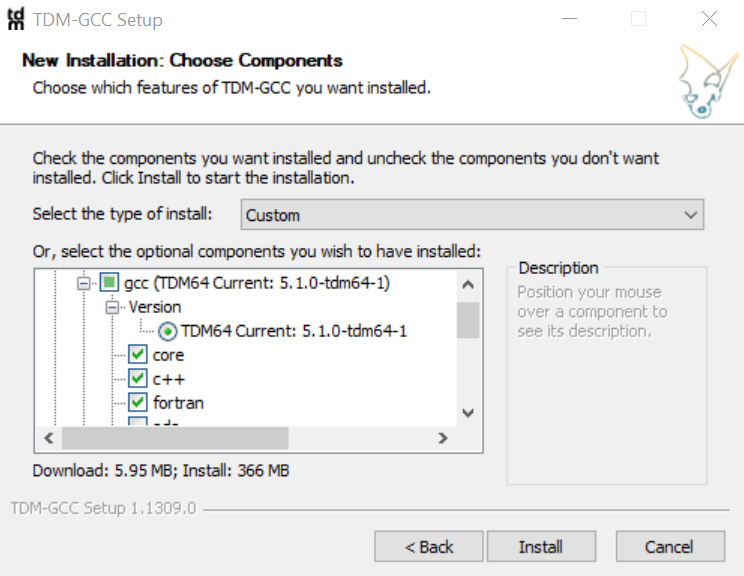 tdm TDM-GCC Setup
New Installation: Choose Components
Choose which features of TDM-GCC you want installed.
Check the components you want installed and uncheck the components you don't want
installed. Click Install to start the installation.
Select the type of install: Custom
Or, select the optional components you wish to have installed:
gcc (TDM64 Current: 5.1.0-tdm64-1)
Version
TDM64 Current: 5.1.0-tdm64-1
core
c++
fortran
Description
Position your mouse
over a component to
see its description.
Download: 5.95 MB; Install: 366 MB
TDM-GCC Setup 1.1309.0
< Back Install Cancel